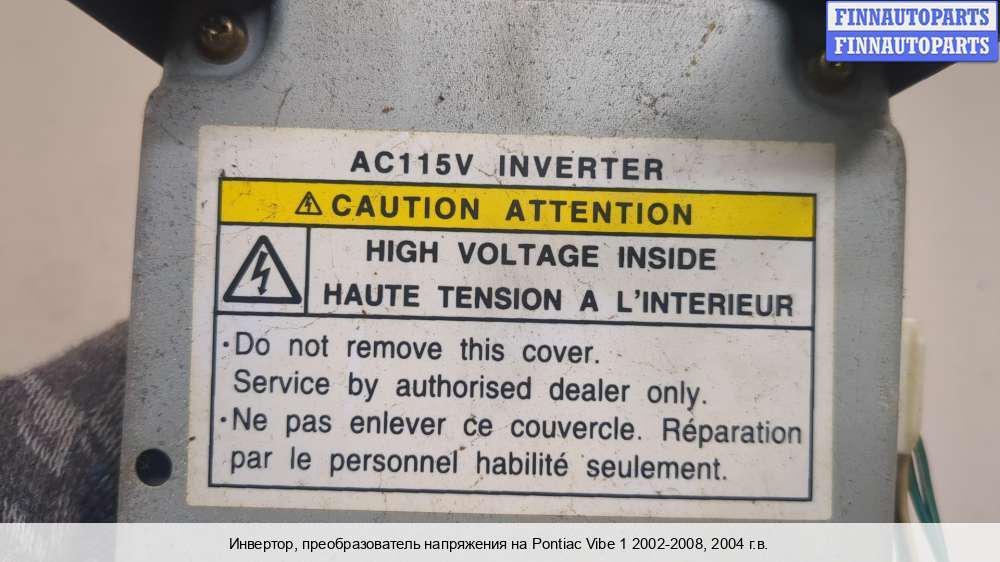 FINNAUTOPARTS
FINNAUTOPARTS
AC115V INVERTER
CAUTION ATTENTION
HIGH VOLTAGE INSIDE
HAUTE TENSION A L'INTERIEUR
·Do not remove this cover.
Service by authorised dealer only.
·Ne pas enlever ce couvercle. Réparation
par le personnel habilité seulement.
Инвертор, преобразователь напряжения на Pontiac Vibe 1 2002-2008, 2004 г.в.